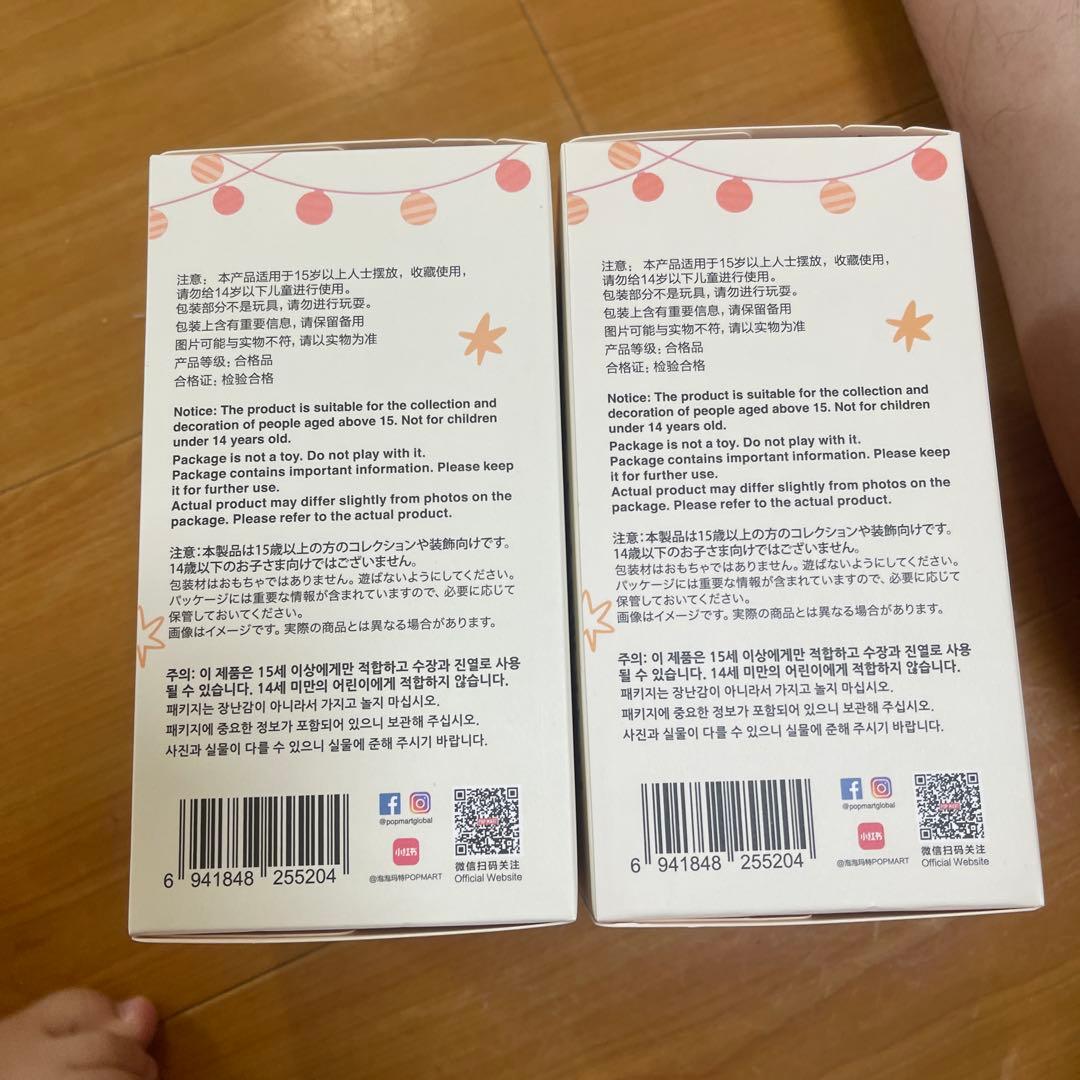 注意：本产品适用于15岁以上人士摆放，收藏使用，
请勿给14岁以下儿童进行使用。
包装部分不是玩具，请勿进行玩耍。
包装上含有重要信息，请保留备用
图片可能与实物不符，请以实物为准
产品等级：合格品
合格证：检验合格
Notice: The product is suitable for the collection and
decoration of people aged above 15. Not for children
under 14 years old.
Package is not a toy. Do not play with it.
Package contains important information. Please keep
it for further use.
Actual product may differ slightly from photos on the
package. Please refer to the actual product.
注意：本製品は15歳以上の方のコレクションや装飾向けです。
14歳以下のお子さま向けではございません。
包装材はおもちゃではありません。遊ばないようにしてください。
パッケージには重要な情報が含まれていますので、必要に応じて
保管しておいてください。
画像はイメージです。実際の商品とは異なる場合があります。
주의: 이 제품은 15세 이상에게만 적합하고 수장과 진열로 사용
될 수 있습니다. 14세 미만의 어린이에게 적합하지 않습니다.
패키지는 장난감이 아니라서 가지고 놀지 마십시오.
패키지에 중요한 정보가 포함되어 있으니 보관해 주십시오.
사진과 실물이 다를 수 있으니 실물에 준해 주시기 바랍니다.
6 941848 255204
@popmartglobal
小红书
@泡泡玛特POPMART
POP MART
微信扫码关注
Official Website
注意：本产品适用于15岁以上人士摆放，收藏使用，
请勿给14岁以下儿童进行使用。
包装部分不是玩具，请勿进行玩耍。
包装上含有重要信息，请保留备用
图片可能与实物不符，请以实物为准
产品等级：合格品
合格证：检验合格
Notice: The product is suitable for the collection and
decoration of people aged above 15. Not for children
under 14 years old.
Package is not a toy. Do not play with it.
Package contains important information. Please keep
it for further use.
Actual product may differ slightly from photos on the
package. Please refer to the actual product.
注意：本製品は15歳以上の方のコレクションや装飾向けです。
14歳以下のお子さま向けではございません。
包装材はおもちゃではありません。遊ばないようにしてください。
パッケージには重要な情報が含まれていますので、必要に応じて
保管しておいてください。
画像はイメージです。実際の商品とは異なる場合があります。
주의: 이 제품은 15세 이상에게만 적합하고 수장과 진열로 사용
될 수 있습니다. 14세 미만의 어린이에게 적합하지 않습니다.
패키지는 장난감이 아니라서 가지고 놀지 마십시오.
패키지에 중요한 정보가 포함되어 있으니 보관해 주십시오.
사진과 실물이 다를 수 있으니 실물에 준해 주시기 바랍니다.
6 941848 255204
@popmartglobal
小红书
@泡泡玛特POPMART
POP MART
微信扫码关注
Official Website